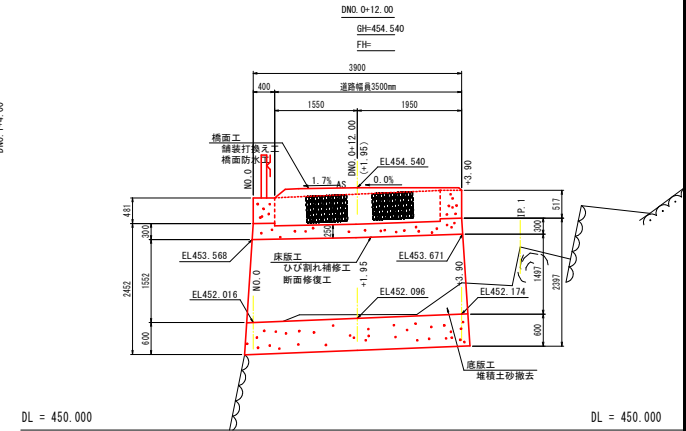 DNO.0+12.00
GH=454.540
FH=
DNO.1+4.00
3900
400
道路幅員3500mm
1550
1950
橋面工
舗装打換え工
橋面防水工
NO.0
DNO.0+12.00
(+1.95)
EL454.540
+3.90
1.7%
AS
0.0%
481
300
1552
2452
600
517
300
1497
2397
600
IP.1
250
EL453.568
床版工
ひび割れ補修工
断面修復工
EL453.671
NO.0
+1.95
+3.90
EL452.016
EL452.096
EL452.174
底版工
堆積土砂撤去
DL = 450.000
DL = 450.000